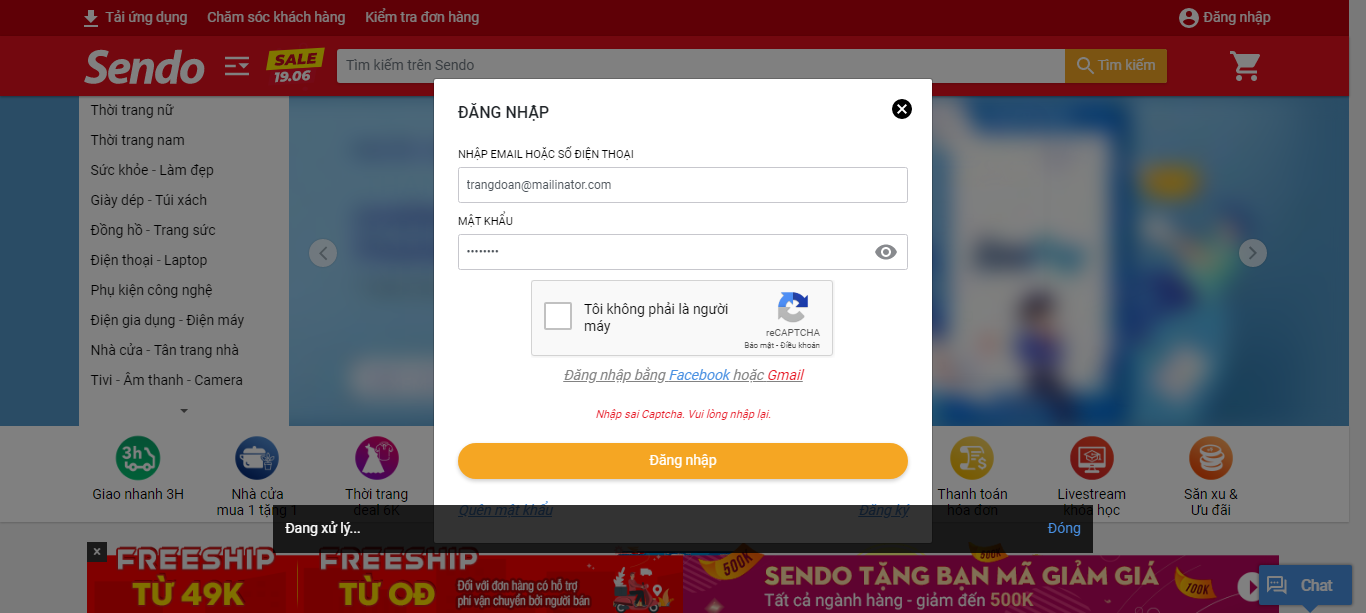 Tải ứng dụng Chăm sóc khách hàng Kiểm tra đơn hàng Đăng nhập
Sendo SALE 19.06 Tìm kiếm trên Sendo Tìm kiếm
Thời trang nữ
Thời trang nam
Sức khỏe - Làm đẹp
Giày dép - Túi xách
Đồng hồ - Trang sức
Điện thoại - Laptop
Phụ kiện công nghệ
Điện gia dụng - Điện máy
Nhà cửa - Tân trang nhà
Tivi - Âm thanh - Camera
ĐĂNG NHẬP
NHẬP EMAIL HOẶC SỐ ĐIỆN THOẠI
trangdoan@mailinator.com
MẬT KHẨU
••••••••
Tôi không phải là người
máy
reCAPTCHA
Bảo mật - Điều khoản
Đăng nhập bằng Facebook hoặc Gmail
Nhập sai Captcha. Vui lòng nhập lại.
Đăng nhập
Quên mật khẩu Đăng ký
3h
Giao nhanh 3H
Nhà cửa
mua 1 tặng 1
Thời trang
deal 6K
Thanh toán
hóa đơn
Livestream
khóa học
Săn xu &
Ưu đãi
Đang xử lý... Đóng
FREESHIP
TỪ 49K
FREESHIP
TỪ 0Đ
Đối với đơn hàng có hỗ trợ
phí vận chuyển bởi người bán
500K
500K
SENDO TẶNG BẠN MÃ GIẢM GIÁ
Tất cả ngành hàng - giảm đến 500K
100K
Chat